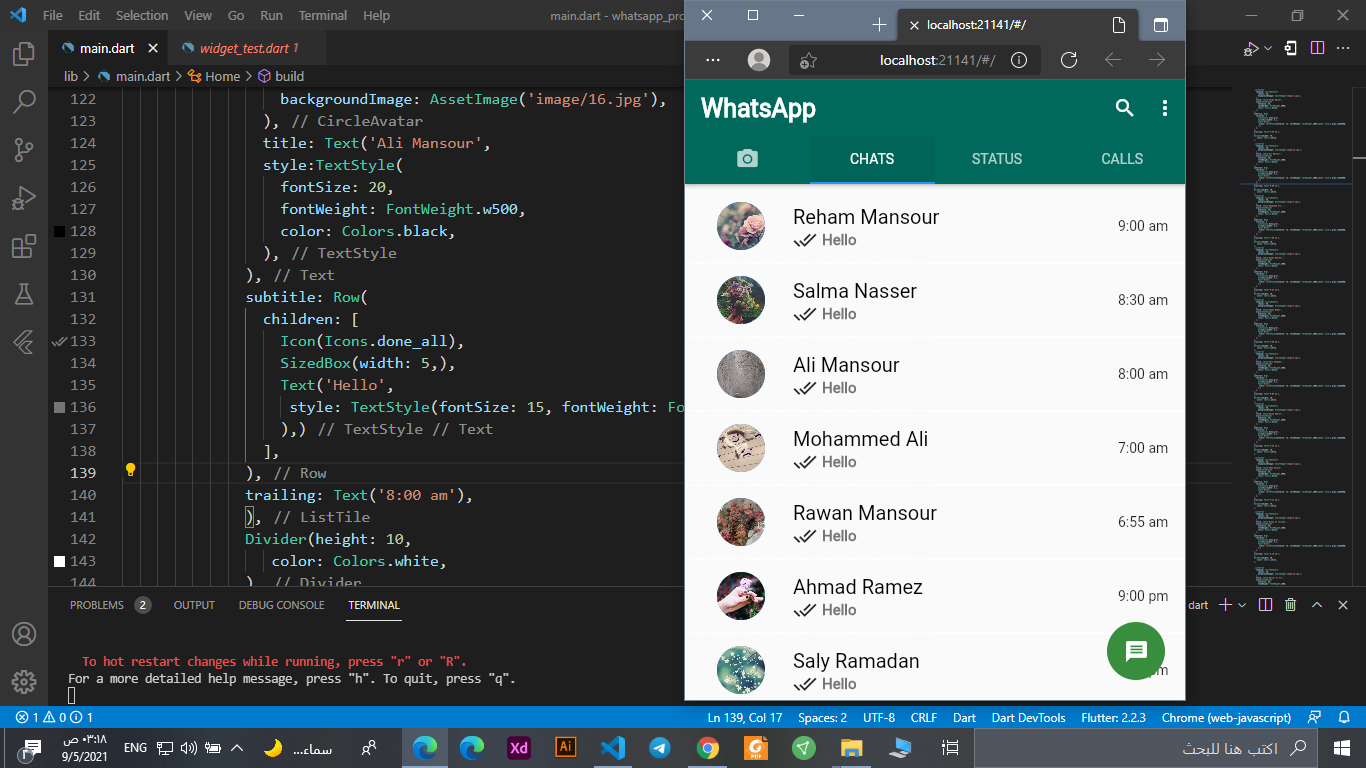 File Edit Selection View Go Run Terminal Help
main.dart - whatsapp_pro
main.dart
widget_test.dart 1
lib > main.dart > Home > build
122 backgroundImage: AssetImage('image/16.jpg'),
123 ), // CircleAvatar
124 title: Text('Ali Mansour',
125 style:TextStyle(
126 fontSize: 20,
127 fontWeight: FontWeight.w500,
128 color: Colors.black,
129 ), // TextStyle
130 ), // Text
131 subtitle: Row(
132 children: [
133 Icon(Icons.done_all),
134 SizedBox(width: 5,),
135 Text('Hello',
136 style: TextStyle(fontSize: 15, fontWeight: Fo
137 ),) // TextStyle // Text
138 ],
139 ), // Row
140 trailing: Text('8:00 am'),
141 ), // ListTile
142 Divider(height: 10,
143 color: Colors.white,
144 ), // Divider
PROBLEMS 2 OUTPUT DEBUG CONSOLE TERMINAL
dart
To hot restart changes while running, press "r" or "R".
For a more detailed help message, press "h". To quit, press "q".
localhost:21141/#/
localhost:21141/#/
WhatsApp
CHATS STATUS CALLS
Reham Mansour
Hello
9:00 am
Salma Nasser
Hello
8:30 am
Ali Mansour
Hello
8:00 am
Mohammed Ali
Hello
7:00 am
Rawan Mansour
Hello
6:55 am
Ahmad Ramez
Hello
9:00 pm
Saly Ramadan
Hello
pm
1 0 1
Ln 139, Col 17 Spaces: 2 UTF-8 CRLF Dart Dart DevTools Flutter: 2.2.3 Chrome (web-javascript)
٠٣:١٨ ص
9/5/2021
ENG
سماء...
Xd
Ai
PDF
اكتب هنا للبحث